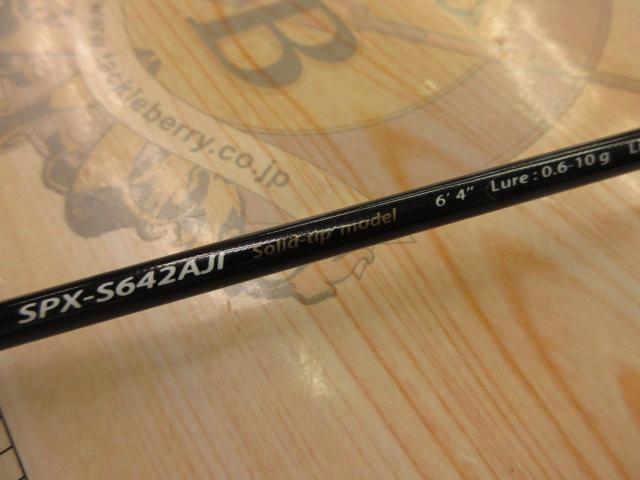 B
www.tackleberry.co.jp
SPX-S642AJI Solid-tip model 6' 4" Lure : 0.6-10 g